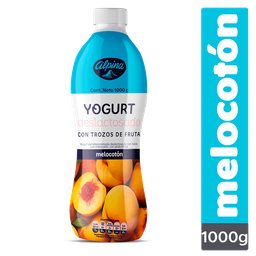 Alpina
Cont. Neto 1000 g
YOGURT
deslactosado
CON TROZOS DE FRUTA
melocotón
melocotón
1000g